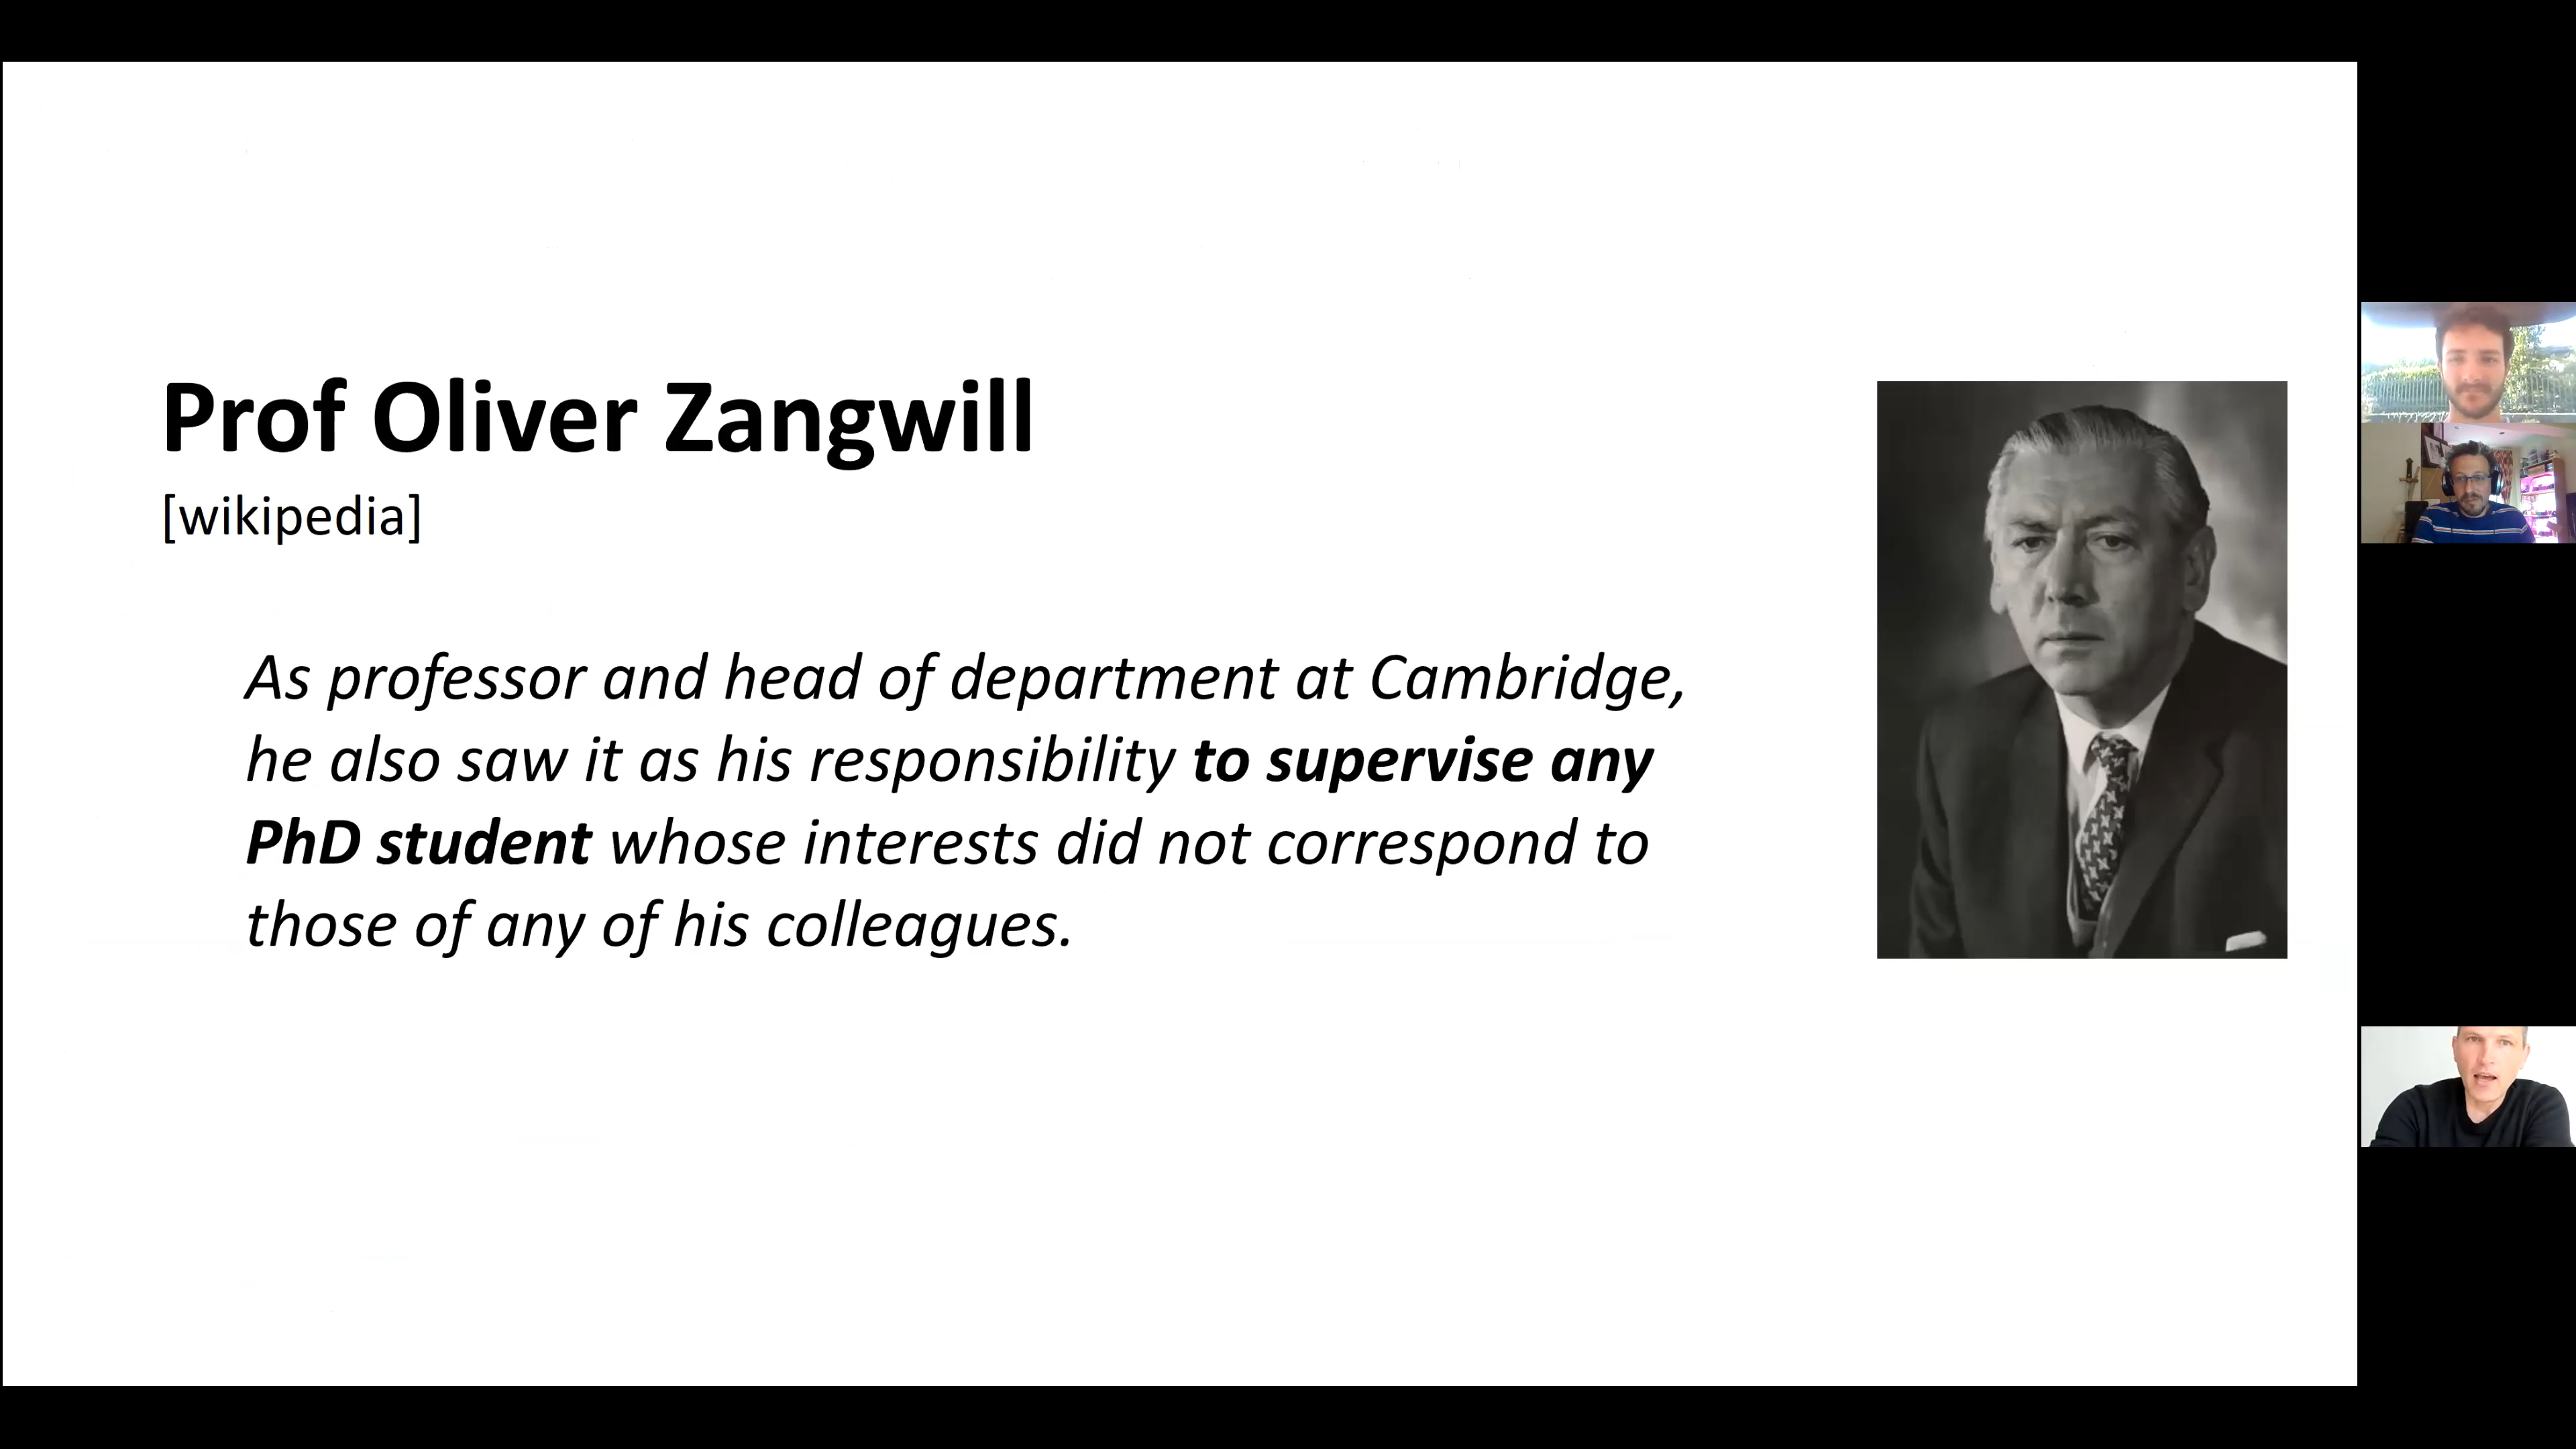 Prof Oliver Zangwill
[wikipedia]
As professor and head of department at Cambridge,
he also saw it as his responsibility to supervise any
PhD student whose interests did not correspond to
those of any of his colleagues.